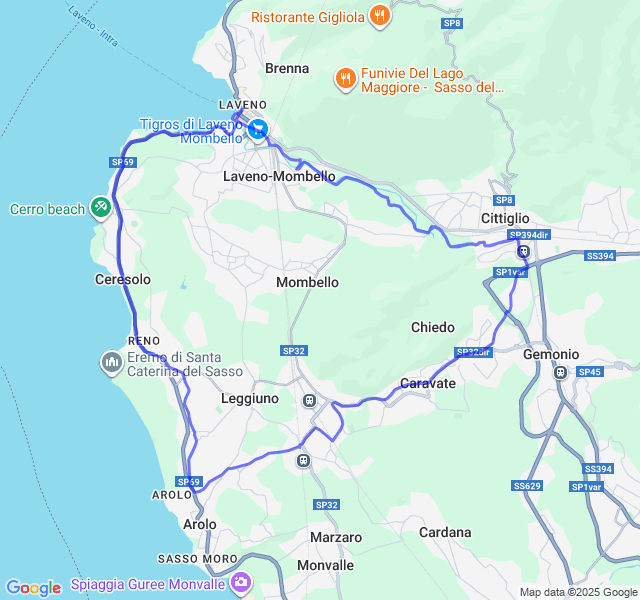 Laveno - Intra
Ristorante Gigliola
SP8
Brenna
Funivie Del Lago
Maggiore - Sasso del...
LAVENO
Tigros di Laveno
Mombello
SP69
Laveno-Mombello
Cerro beach
SP8
Cittiglio
SP394dir
SS394
SP1var
Ceresolo
Mombello
Chiedo
RENO
SP32
SP32dir
Gemonio
Eremo di Santa
Caterina del Sasso
SP45
Caravate
Leggiuno
SS394
SP69
SS629
SP1var
AROLO
SP32
Arolo
Cardana
Marzaro
SASSO MORO
Monvalle
Spiaggia Guree Monvalle
Google
Map data ©2025 Google